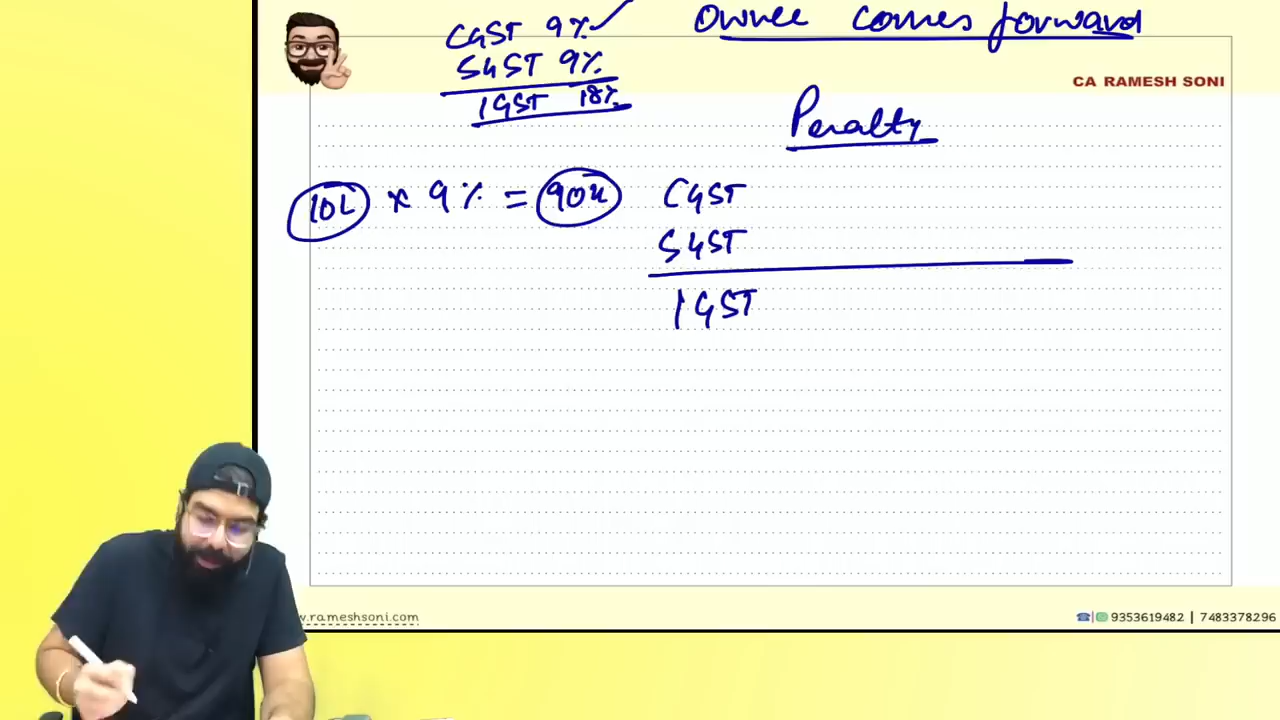 Owner comes forward
CGST 9% ✓
SGST 9%
IGST 18%
CA RAMESH SONI
Penalty
10L × 9% = 90K CGST
SGST
IGST
w.rameshsoni.com
9353619482 | 7483378296